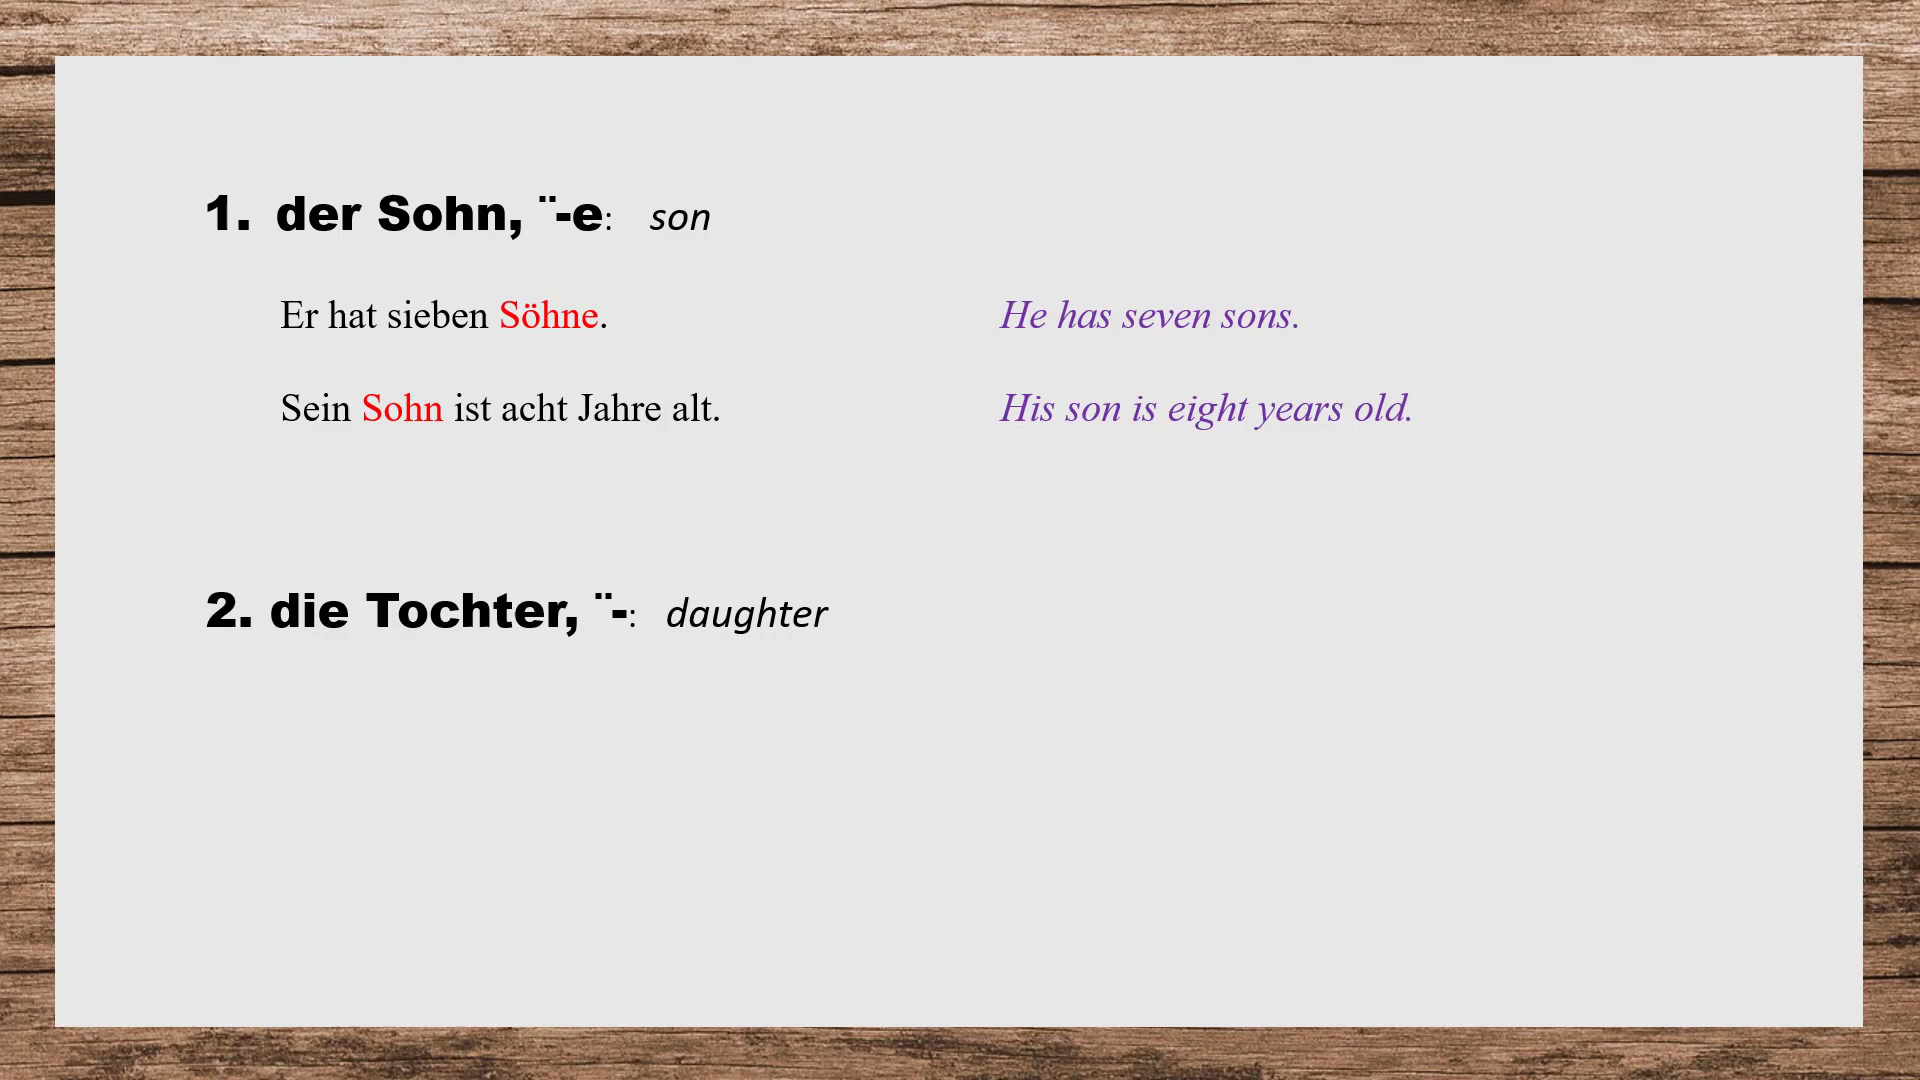 1. der Sohn, ¨-e: son
Er hat sieben Söhne. He has seven sons.
Sein Sohn ist acht Jahre alt. His son is eight years old.
2. die Tochter, ¨-: daughter